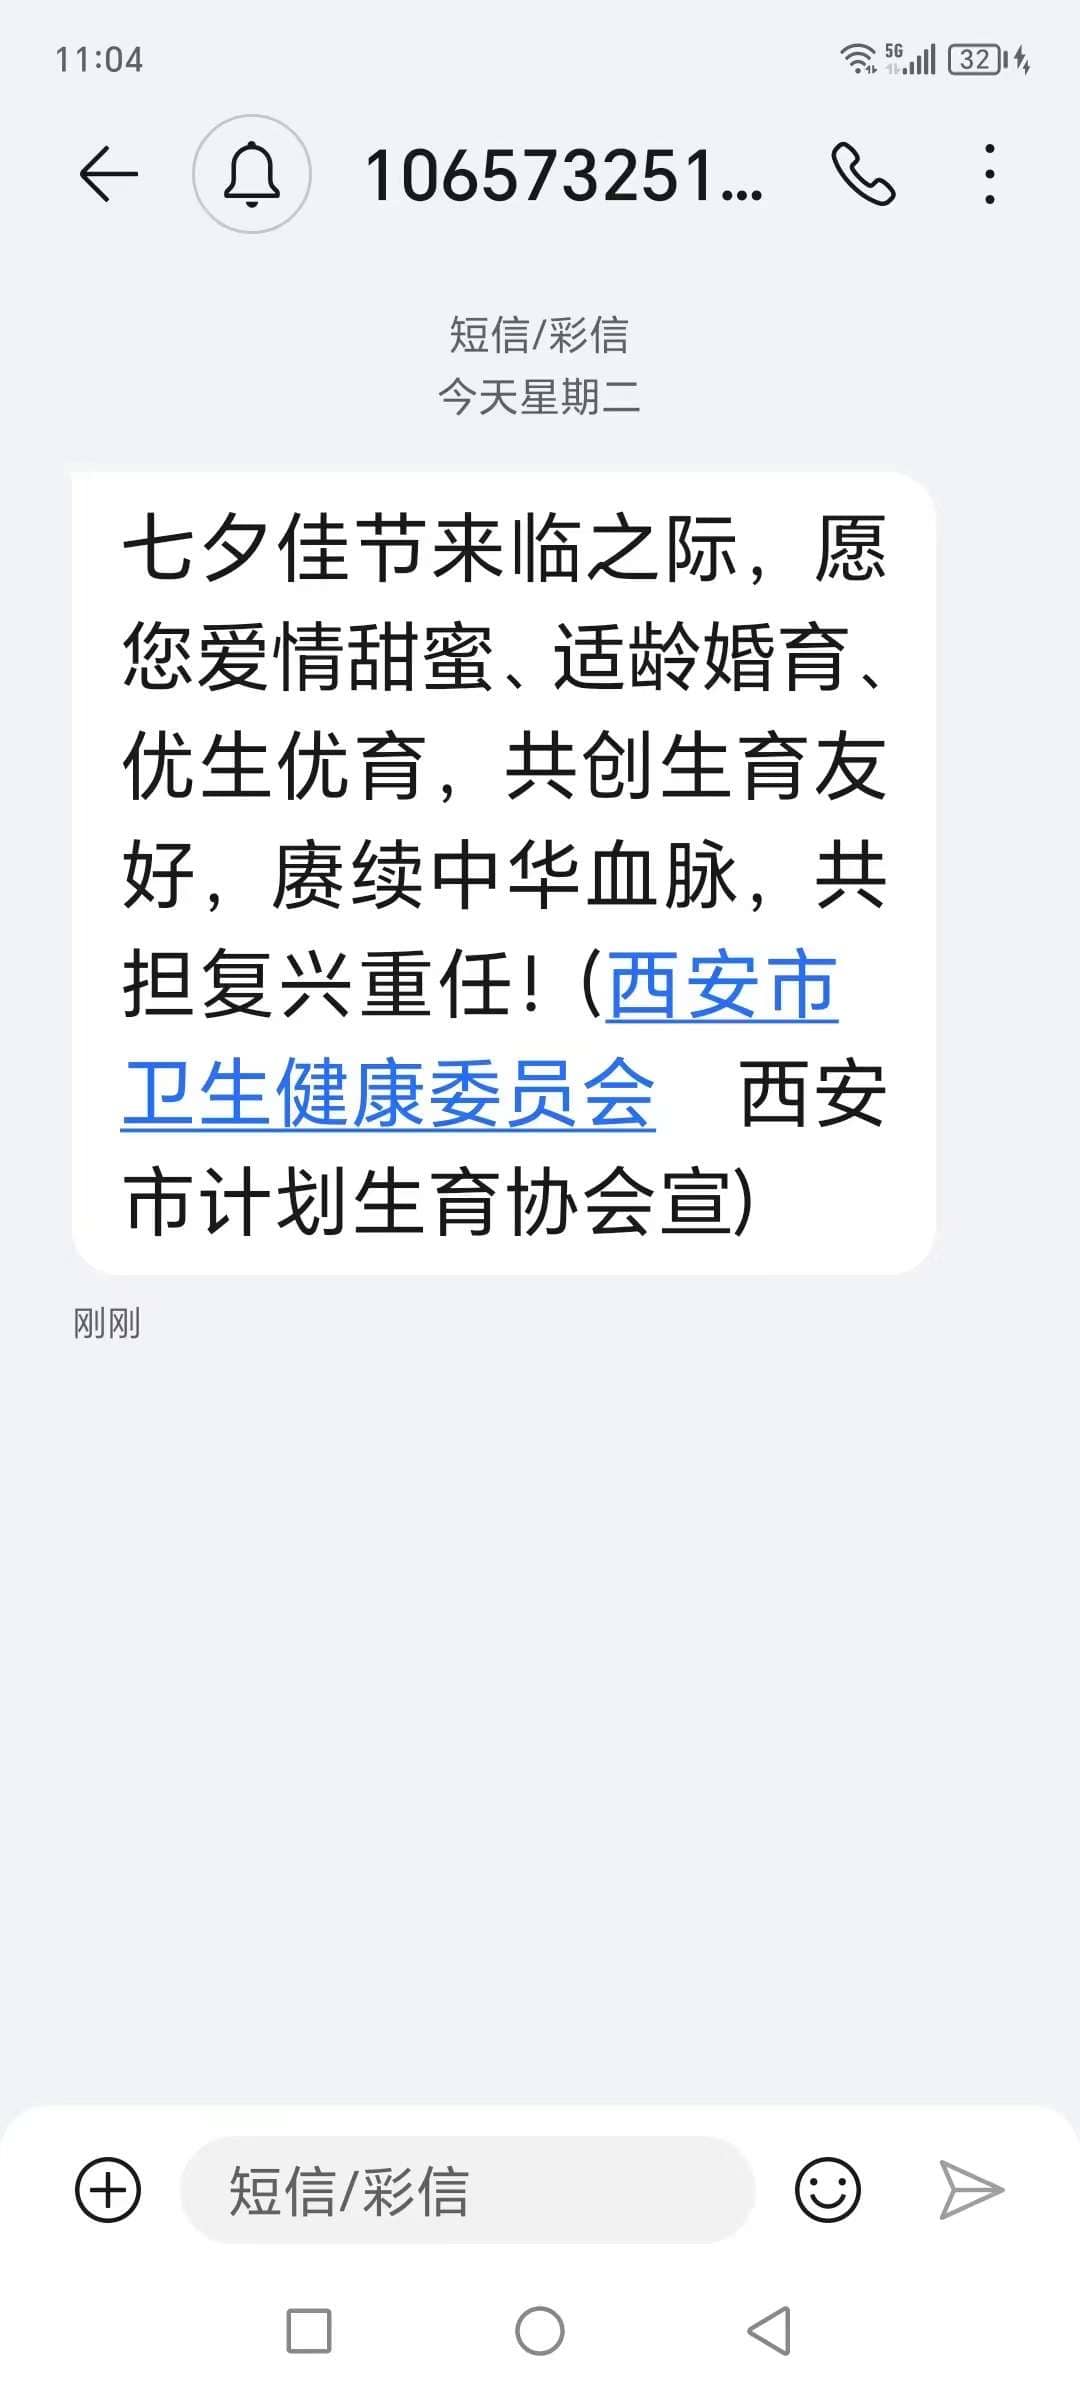 11:04
5G
32
106573251...
短信/彩信
今天星期二
七夕佳节来临之际，愿
您爱情甜蜜、适龄婚育、
优生优育，共创生育友
好，赓续中华血脉，共
担复兴重任！(西安市
卫生健康委员会　西安
市计划生育协会宣)
刚刚
短信/彩信